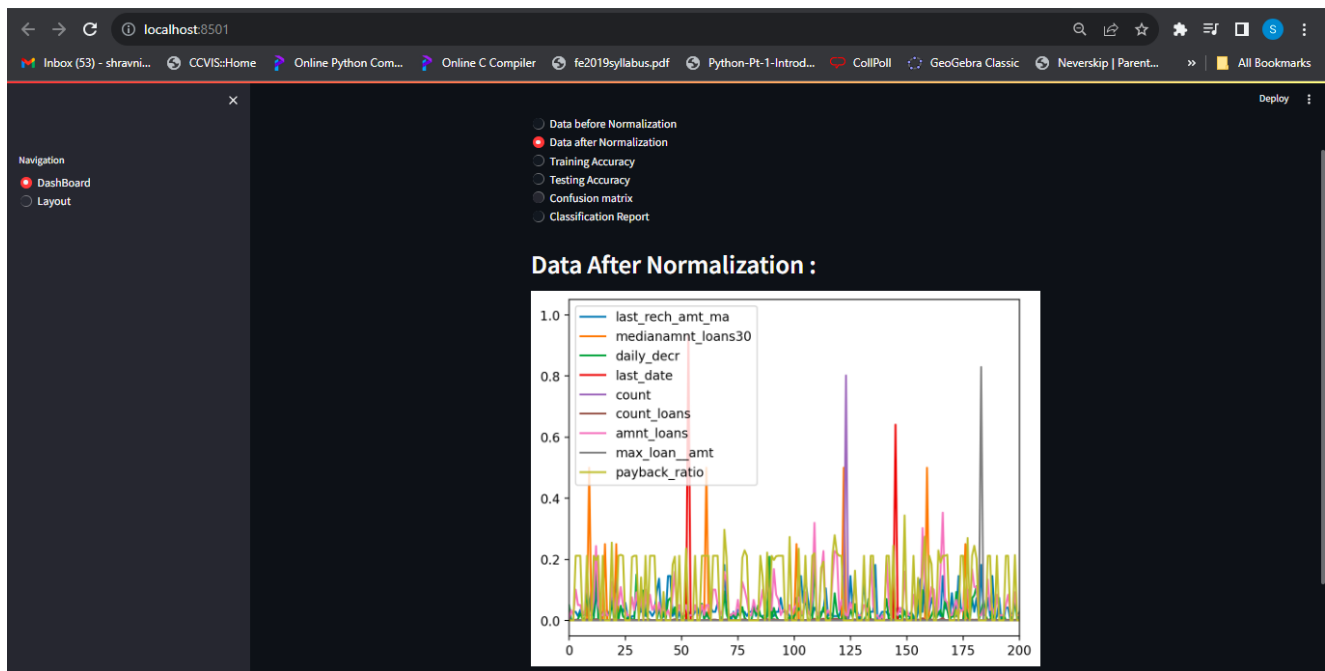 localhost:8501
S
Inbox (53) - shravni... CCVIS::Home Online Python Com... Online C Compiler fe2019syllabus.pdf Python-Pt-1-Introd... CollPoll GeoGebra Classic Neverskip | Parent... » All Bookmarks
Deploy
Navigation
DashBoard
Layout
Data before Normalization
Data after Normalization
Training Accuracy
Testing Accuracy
Confusion matrix
Classification Report
Data After Normalization :
last_rech_amt_ma
medianamnt_loans30
daily_decr
last_date
count
count_loans
amnt_loans
max_loan__amt
payback_ratio
1.0
0.8
0.6
0.4
0.2
0.0
0 25 50 75 100 125 150 175 200